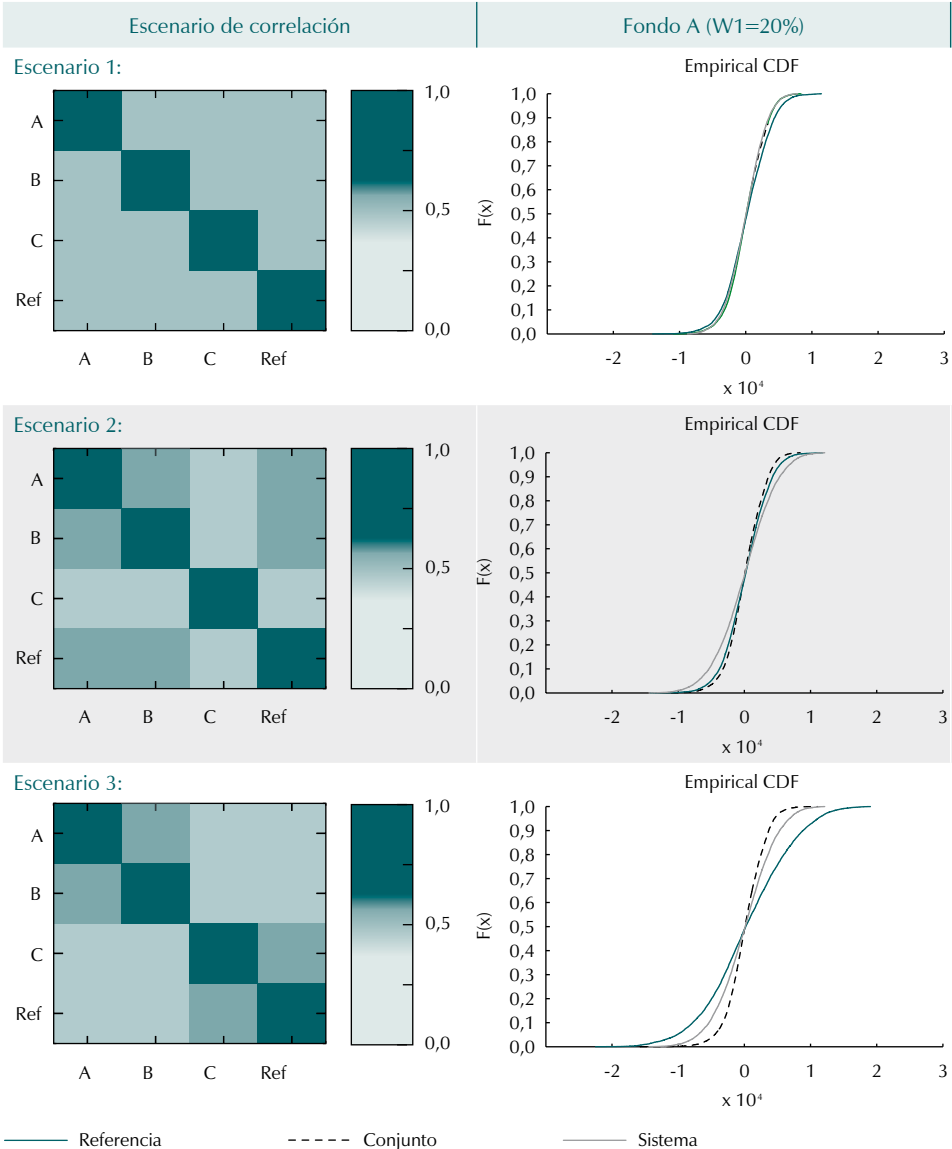 Escenario de correlación
Fondo A (W1=20%)
Escenario 1:
A
B
C
Ref
A B C Ref
1,0
0,5
0,0
Empirical CDF
F(x)
1,0
0,9
0,8
0,7
0,6
0,5
0,4
0,3
0,2
0,1
0,0
-2 -1 0 1 2 3
x 10⁴
Escenario 2:
A
B
C
Ref
A B C Ref
1,0
0,5
0,0
Empirical CDF
F(x)
1,0
0,9
0,8
0,7
0,6
0,5
0,4
0,3
0,2
0,1
0,0
-2 -1 0 1 2 3
x 10⁴
Escenario 3:
A
B
C
Ref
A B C Ref
1,0
0,5
0,0
Empirical CDF
F(x)
1,0
0,9
0,8
0,7
0,6
0,5
0,4
0,3
0,2
0,1
0,0
-2 -1 0 1 2 3
x 10⁴
Referencia Conjunto Sistema